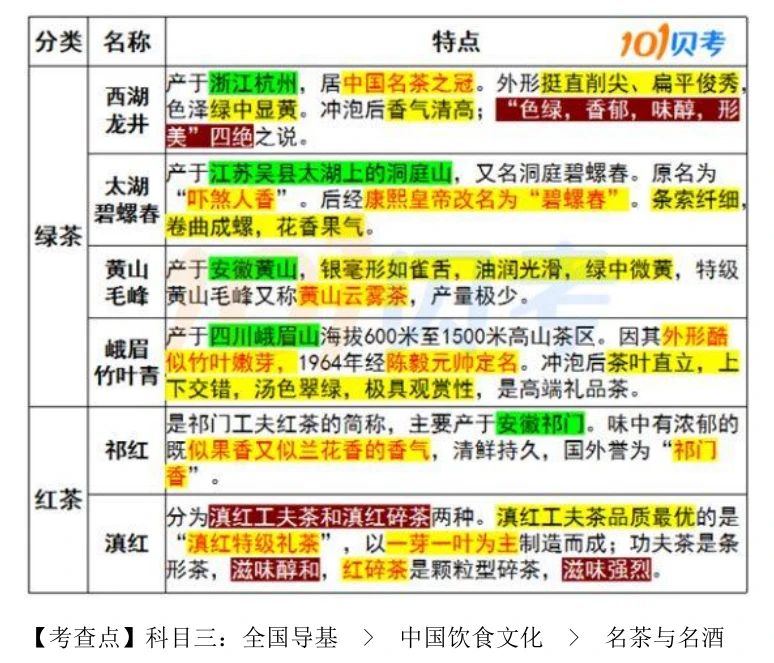 分类 名称 特点 101贝考
绿茶
西湖
龙井
产于浙江杭州，居中国名茶之冠。外形挺直削尖、扁平俊秀，
色泽绿中显黄。冲泡后香气清高；“色绿，香郁，味醇，形
美”四绝之说。
太湖
碧螺春
产于江苏吴县太湖上的洞庭山，又名洞庭碧螺春。原名为
“吓煞人香”。后经康熙皇帝改名为“碧螺春”。条索纤细，
卷曲成螺，花香果气。
黄山
毛峰
产于安徽黄山，银毫形如雀舌，油润光滑，绿中微黄，特级
黄山毛峰又称黄山云雾茶，产量极少。
峨眉
竹叶青
产于四川峨眉山海拔600米至1500米高山茶区。因其外形酷
似竹叶嫩芽，1964年经陈毅元帅定名。冲泡后茶叶直立，上
下交错，汤色翠绿，极具观赏性，是高端礼品茶。
红茶
祁红
是祁门工夫红茶的简称，主要产于安徽祁门。味中有浓郁的
既似果香又似兰花香的香气，清鲜持久，国外誉为“祁门
香”。
滇红
分为滇红工夫茶和滇红碎茶两种。滇红工夫茶品质最优的是
“滇红特级礼茶”，以一芽一叶为主制造而成；功夫茶是条
形茶，滋味醇和，红碎茶是颗粒型碎茶，滋味强烈。
【考查点】科目三：全国导基 > 中国饮食文化 > 名茶与名酒